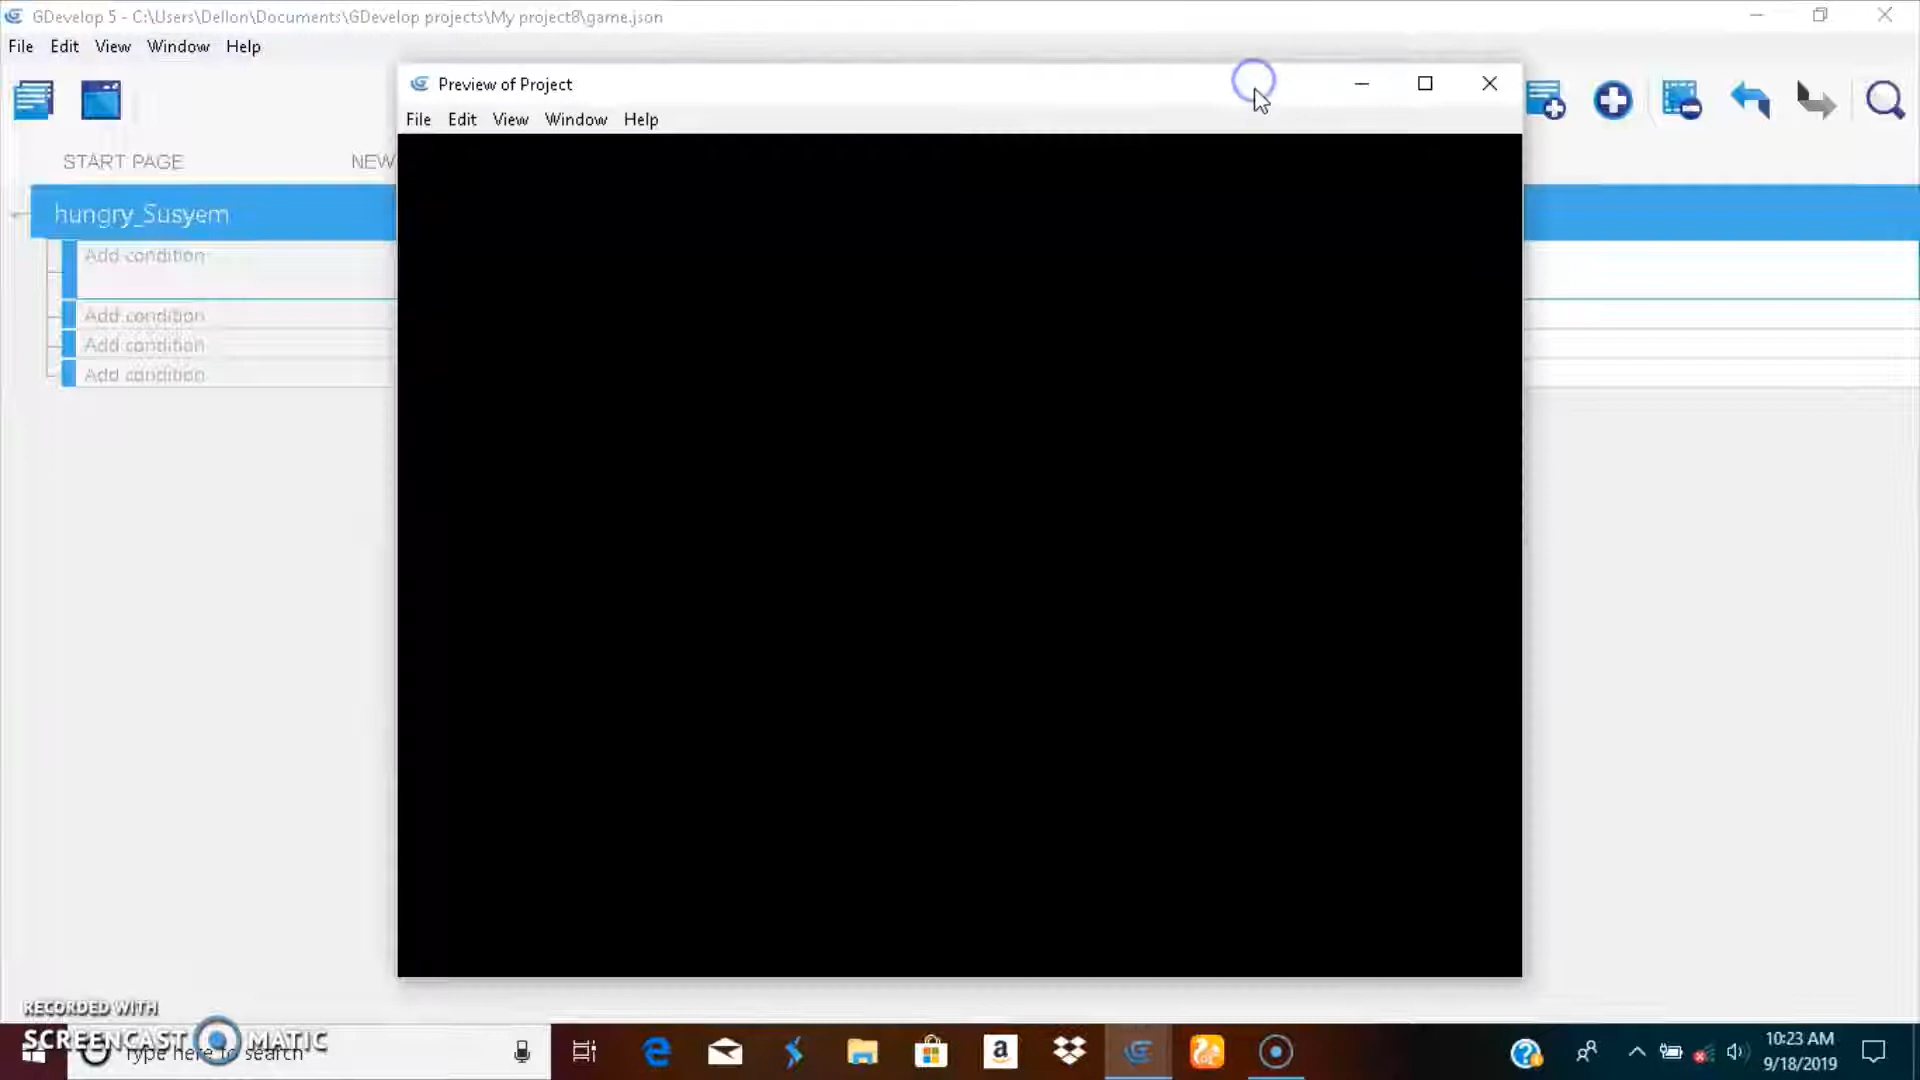 GDevelop 5 - C:\Users\Dellon\Documents\GDevelop projects\My project8\game.json
File Edit View Window Help
Preview of Project
File Edit View Window Help
START PAGE NEW
hungry_Susyem
Add condition
Add condition
Add condition
Add condition
RECORDED WITH
SCREENCAST MATIC
Type here to search
10:23 AM
9/18/2019